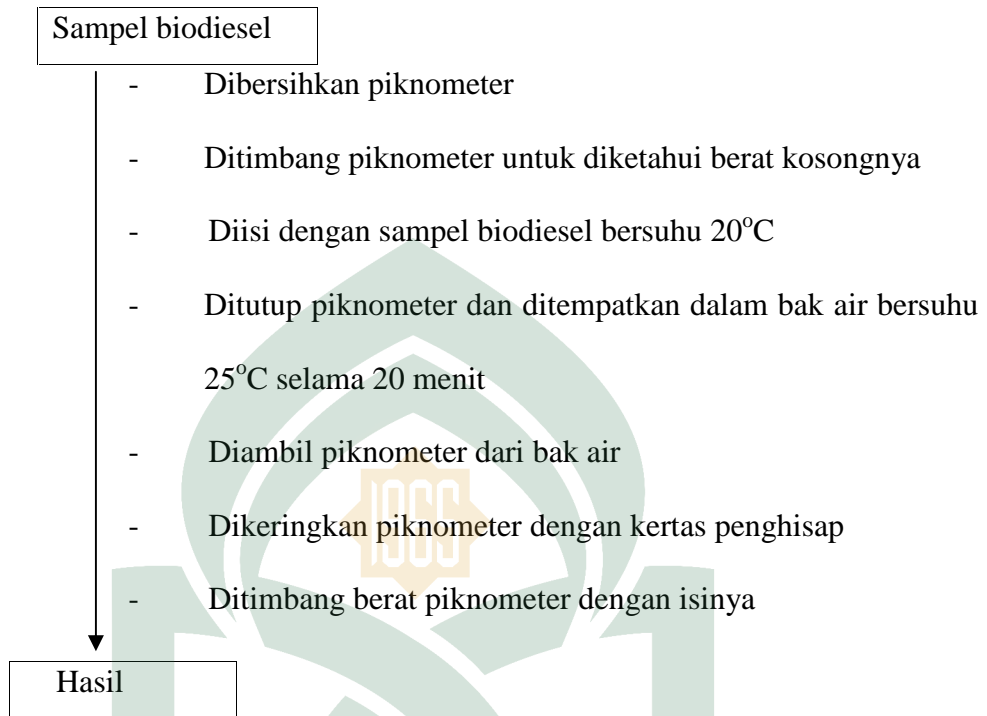 Sampel biodiesel
- Dibersihkan piknometer
- Ditimbang piknometer untuk diketahui berat kosongnya
- Diisi dengan sampel biodiesel bersuhu 20°C
- Ditutup piknometer dan ditempatkan dalam bak air bersuhu
25°C selama 20 menit
- Diambil piknometer dari bak air
- Dikeringkan piknometer dengan kertas penghisap
- Ditimbang berat piknometer dengan isinya
Hasil